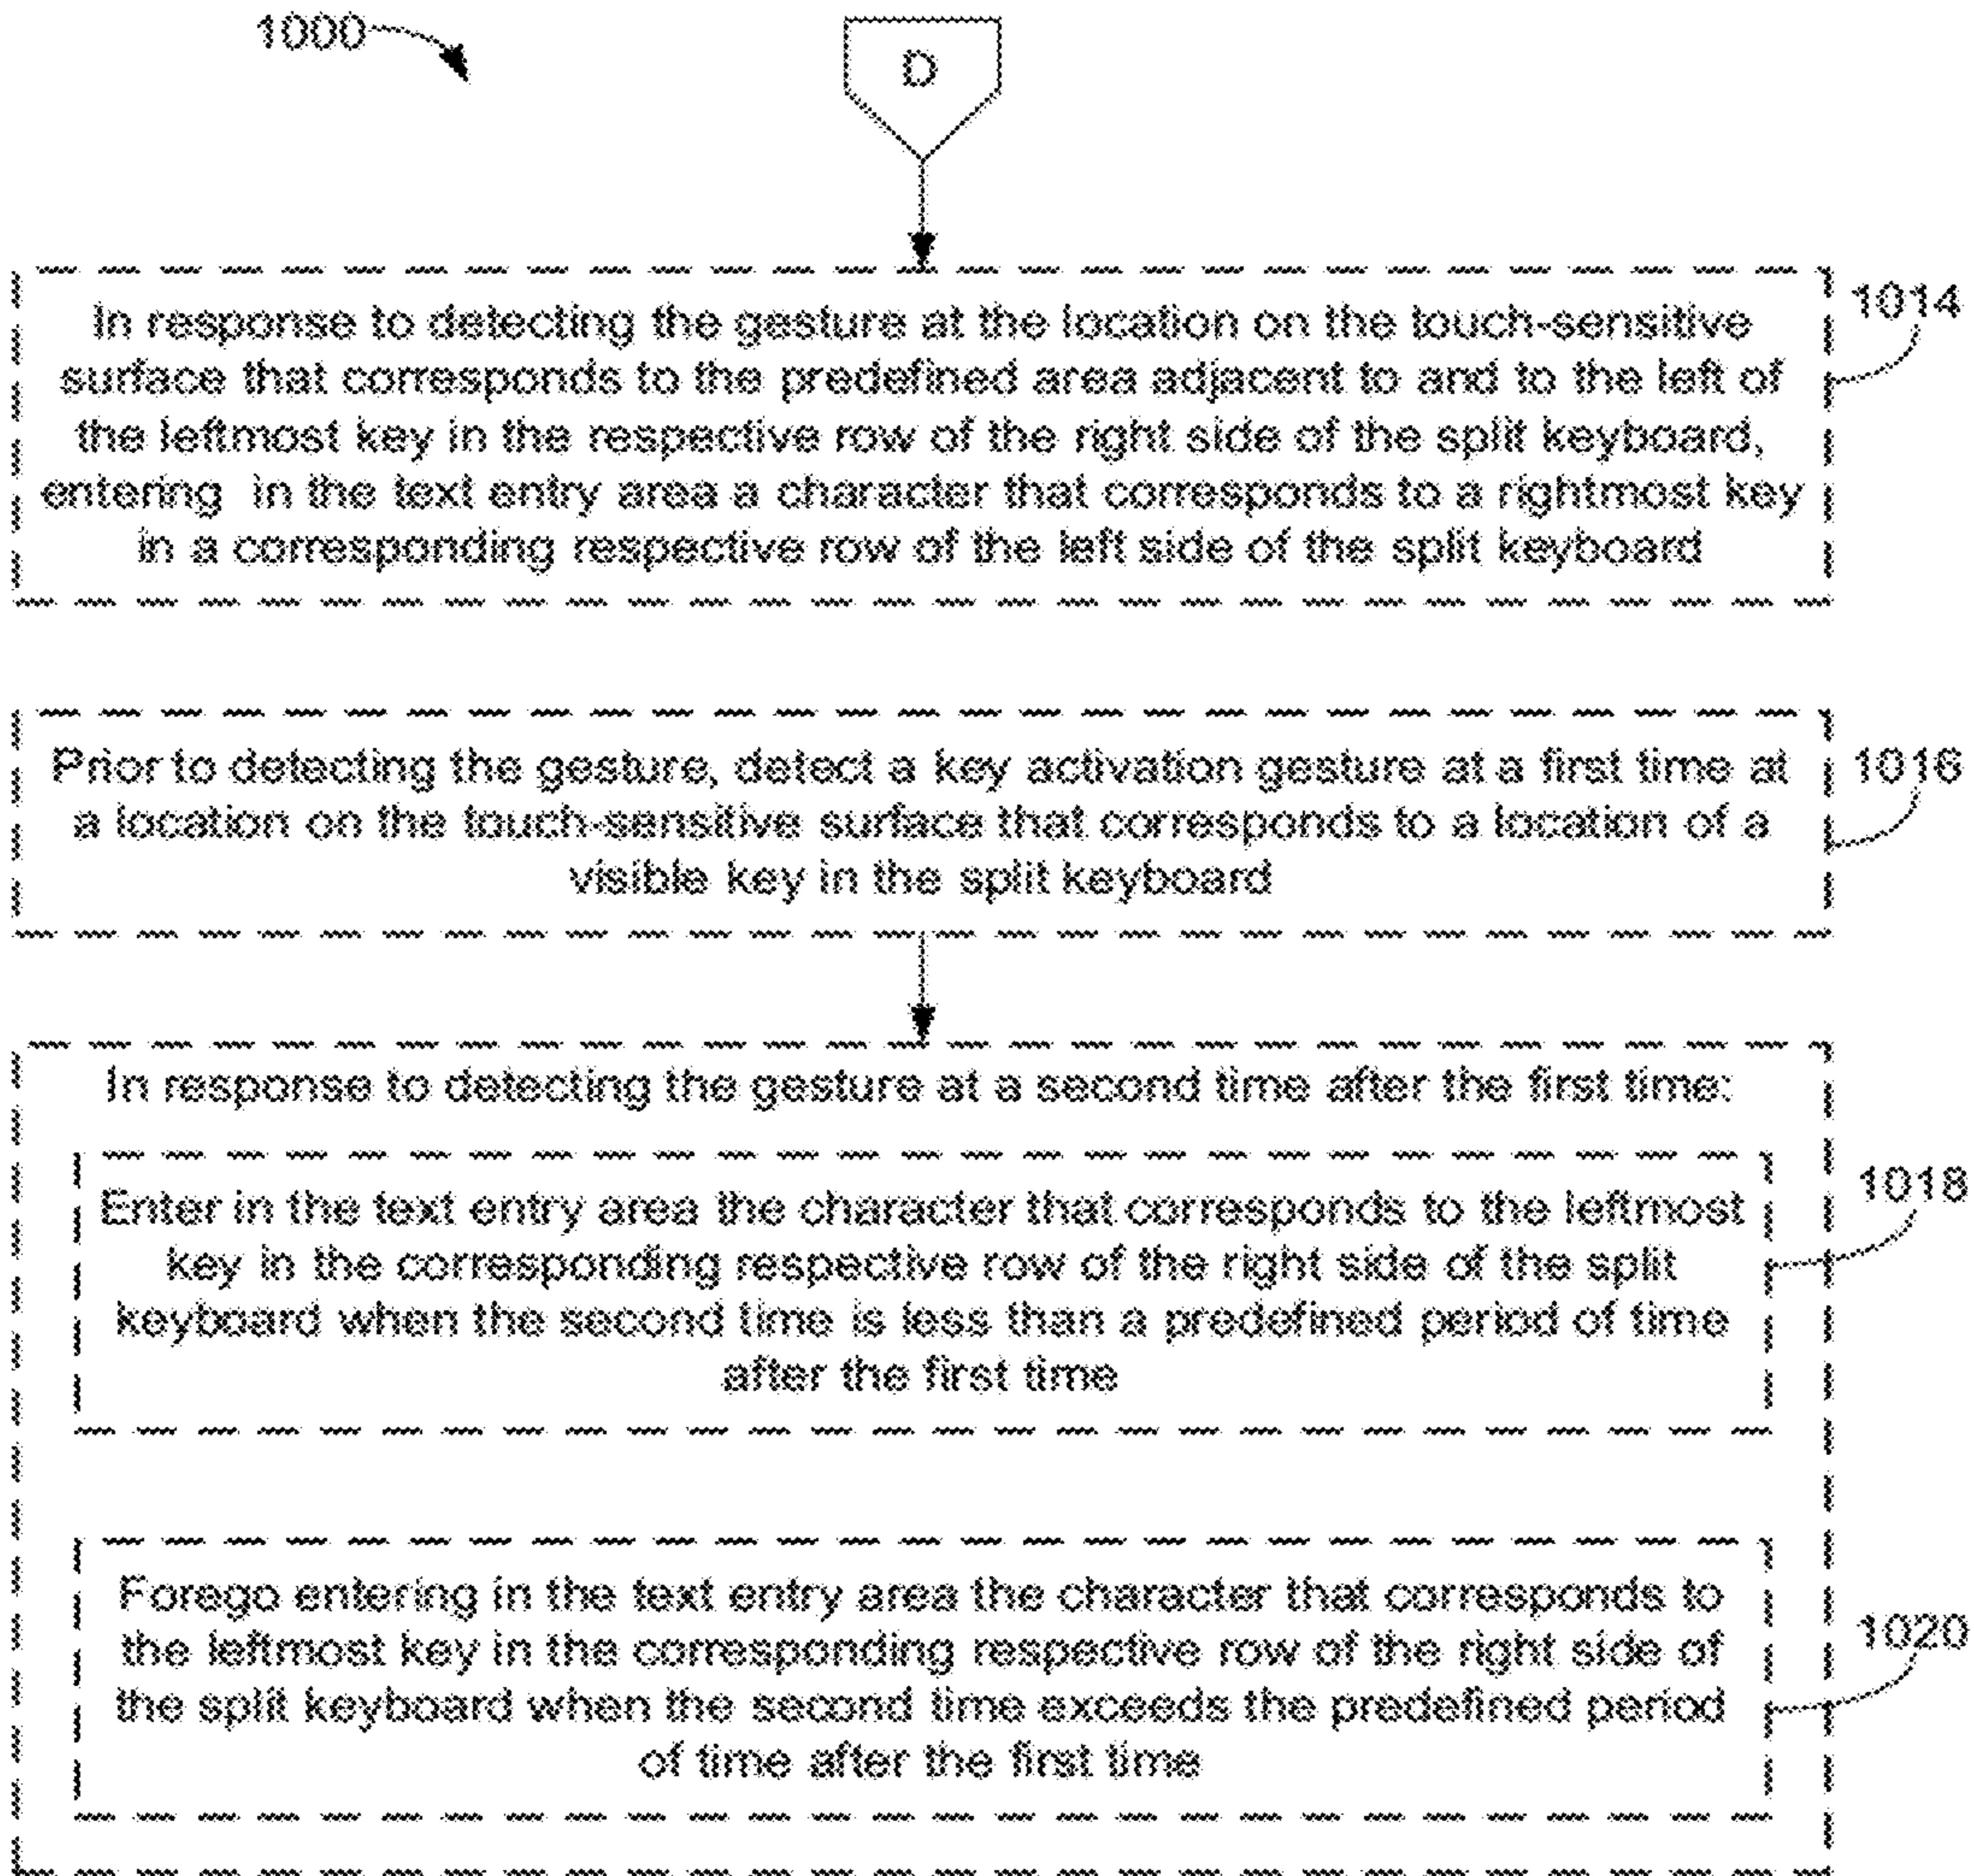 1000
D
In response to detecting the gesture at the location on the touch-sensitive
surface that corresponds to the predefined area adjacent to and to the left of
the leftmost key in the respective row of the right side of the split keyboard,
entering in the text entry area a character that corresponds to a rightmost key
in a corresponding respective row of the left side of the split keyboard
1014
Prior to detecting the gesture, detect a key activation gesture at a first time at
a location on the touch-sensitive surface that corresponds to a location of a
visible key in the split keyboard
1016
In response to detecting the gesture at a second time after the first time:
Enter in the text entry area the character that corresponds to the leftmost
key in the corresponding respective row of the right side of the split
keyboard when the second time is less than a predefined period of time
after the first time
1018
Forego entering in the text entry area the character that corresponds to
the leftmost key in the corresponding respective row of the right side of
the split keyboard when the second time exceeds the predefined period
of time after the first time
1020